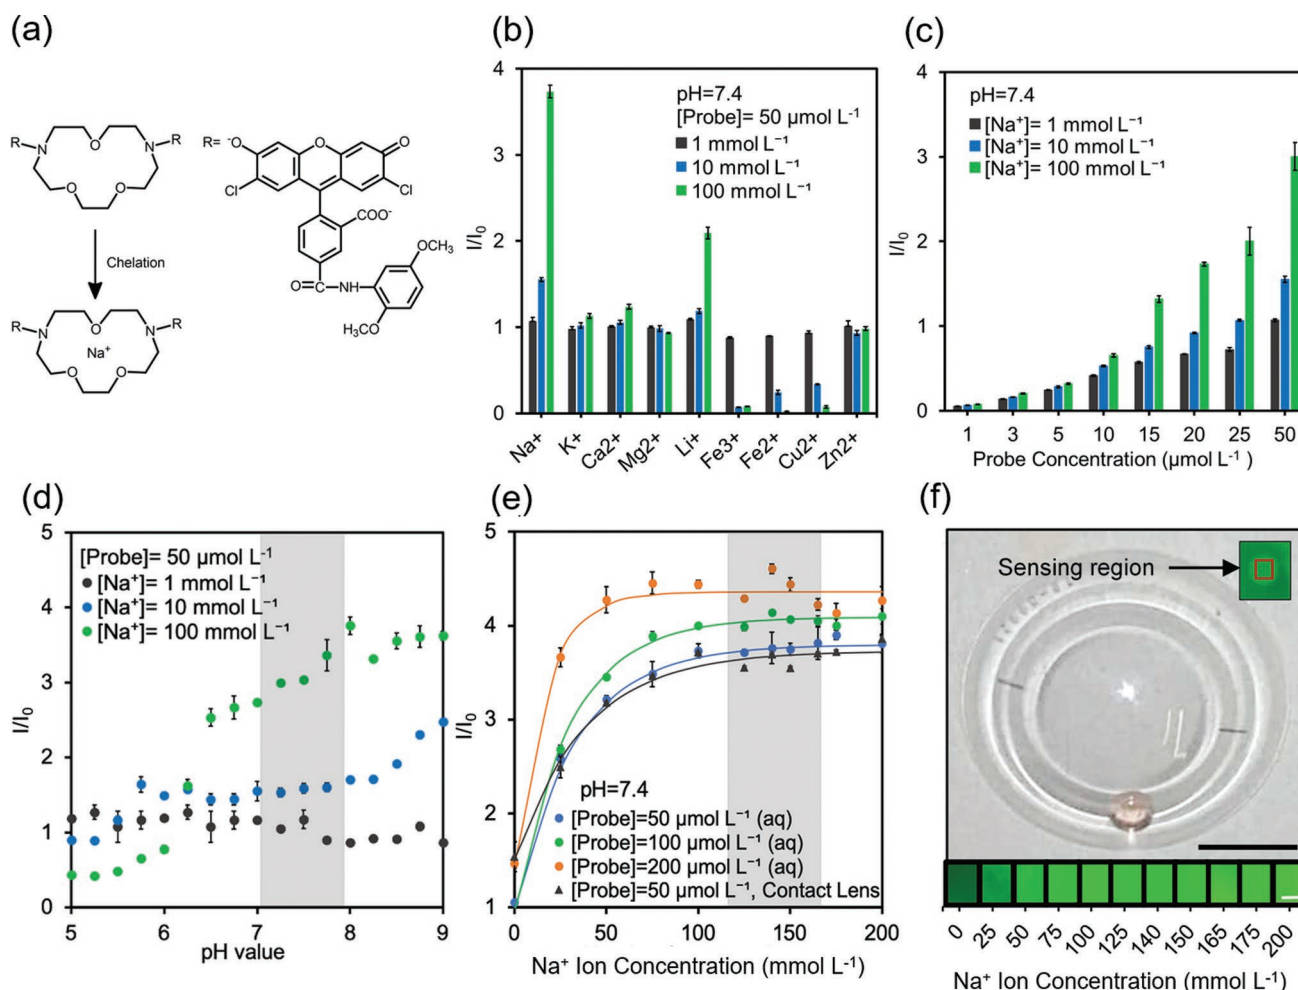 (a)
R
N
O
N
R
O
O
Chelation
R
N
O
N
R
Na⁺
O
O
R=
⁻O
O
O
Cl
Cl
COO⁻
OCH₃
O
C
NH
H₃CO
(b)
pH=7.4
[Probe]= 50 µmol L⁻¹
1 mmol L⁻¹
10 mmol L⁻¹
100 mmol L⁻¹
4
3
2
1
0
I/I₀
Na+ K+ Ca2+ Mg2+ Li+ Fe3+ Fe2+ Cu2+ Zn2+
(c)
pH=7.4
[Na⁺]= 1 mmol L⁻¹
[Na⁺]= 10 mmol L⁻¹
[Na⁺]= 100 mmol L⁻¹
4
3
2
1
0
I/I₀
1 3 5 10 15 20 25 50
Probe Concentration (µmol L⁻¹ )
(d)
[Probe]= 50 µmol L⁻¹
[Na⁺]= 1 mmol L⁻¹
[Na⁺]= 10 mmol L⁻¹
[Na⁺]= 100 mmol L⁻¹
5
4
3
2
1
0
I/I₀
5 6 7 8 9
pH value
(e)
5
4
3
2
1
I/I₀
pH=7.4
[Probe]=50 µmol L⁻¹ (aq)
[Probe]=100 µmol L⁻¹ (aq)
[Probe]=200 µmol L⁻¹ (aq)
[Probe]=50 µmol L⁻¹, Contact Lens
0 50 100 150 200
Na⁺ Ion Concentration (mmol L⁻¹)
(f)
Sensing region
0 25 50 75 100 125 140 150 165 175 200
Na⁺ Ion Concentration (mmol L⁻¹)